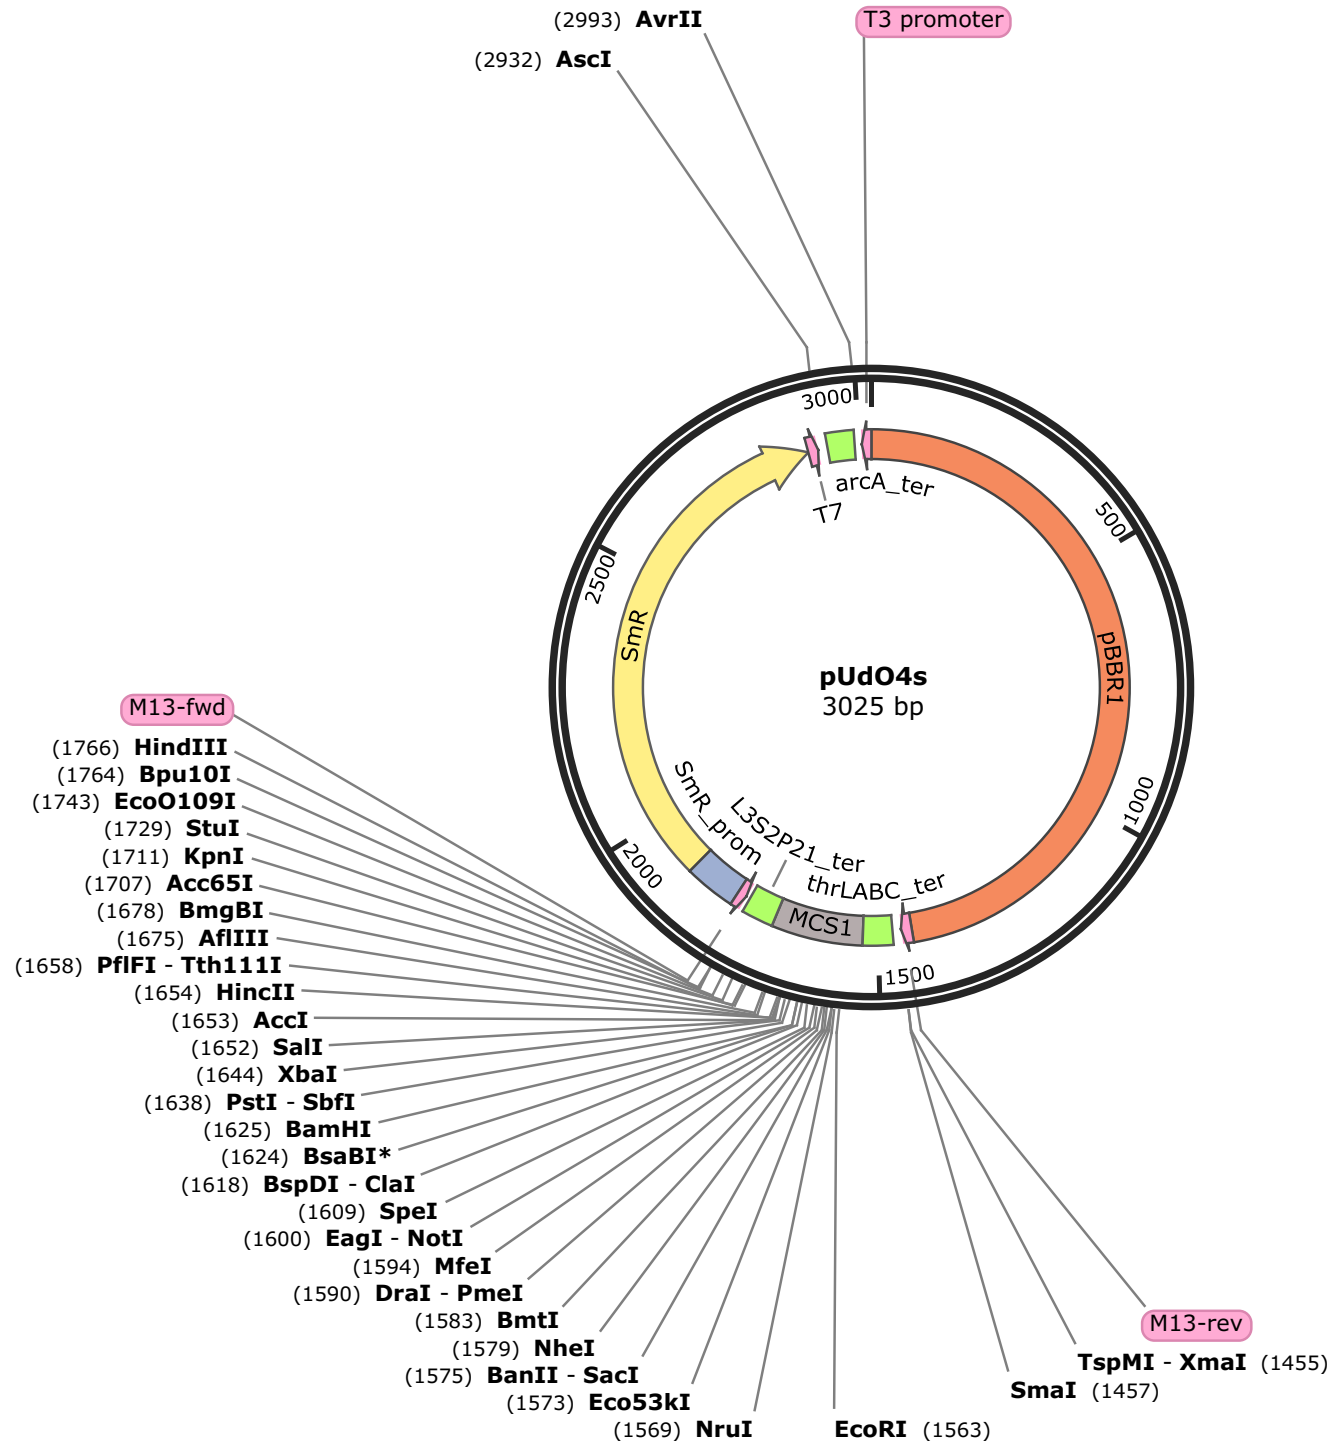 (2993) AvrII
T3 promoter
(2932) AscI
3000
arcA_ter
T7
500
2500
SmR
pBBR1
pUdO4s
3025 bp
M13-fwd
(1766) HindIII
(1764) Bpu10I
(1743) EcoO109I
(1729) StuI
(1711) KpnI
(1707) Acc65I
(1678) BmgBI
(1675) AflIII
(1658) PflFI - Tth111I
(1654) HincII
(1653) AccI
(1652) SalI
(1644) XbaI
(1638) PstI - SbfI
(1625) BamHI
(1624) BsaBI*
(1618) BspDI - ClaI
(1609) SpeI
(1600) EagI - NotI
(1594) MfeI
(1590) DraI - PmeI
(1583) BmtI
(1579) NheI
(1575) BanII - SacI
(1573) Eco53kI
(1569) NruI
SmR_prom
L3S2P21_ter
thrLABC_ter
MCS1
1000
2000
1500
EcoRI (1563)
M13-rev
TspMI - XmaI (1455)
SmaI (1457)